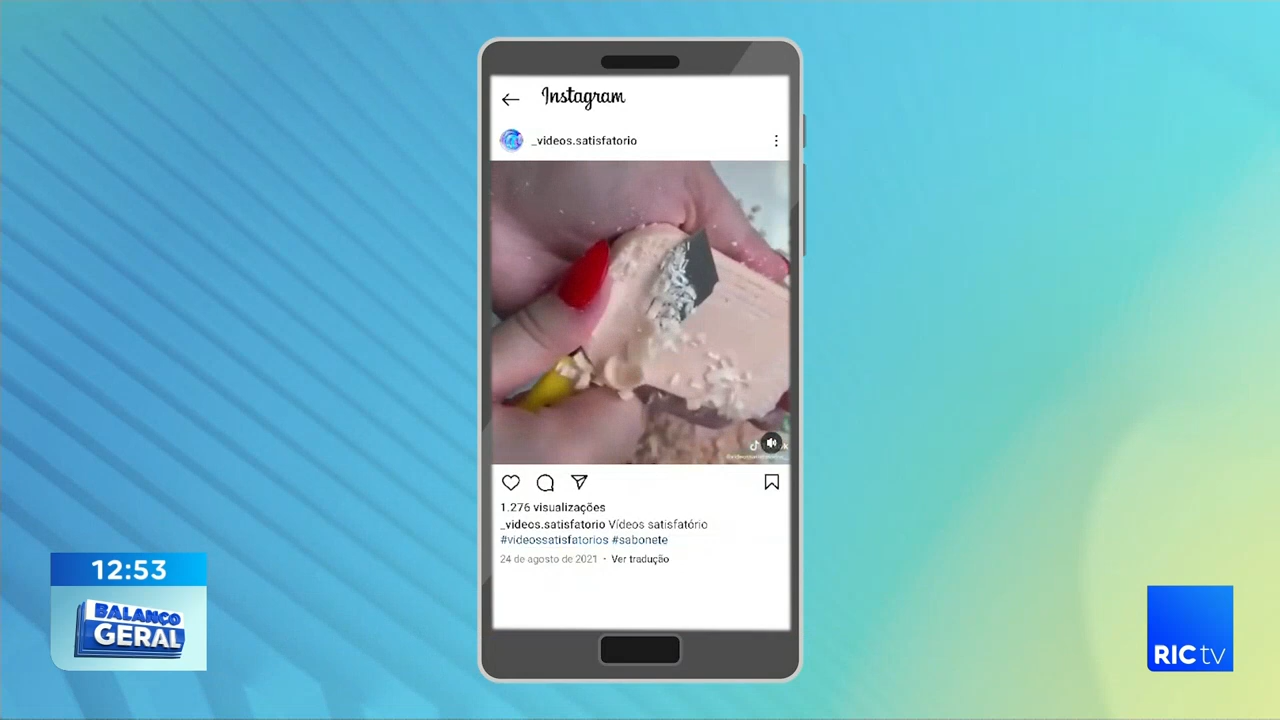 Instagram
_videos.satisfatorio
1.276 visualizações
_videos.satisfatorio Vídeos satisfatório
#videossatisfatorios #sabonete
24 de agosto de 2021 · Ver tradução
12:53
BALANÇO
GERAL
RIC tv